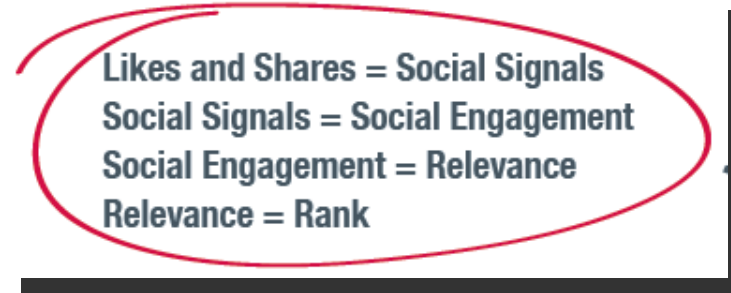 Likes and Shares = Social Signals
Social Signals = Social Engagement
Social Engagement = Relevance
Relevance = Rank